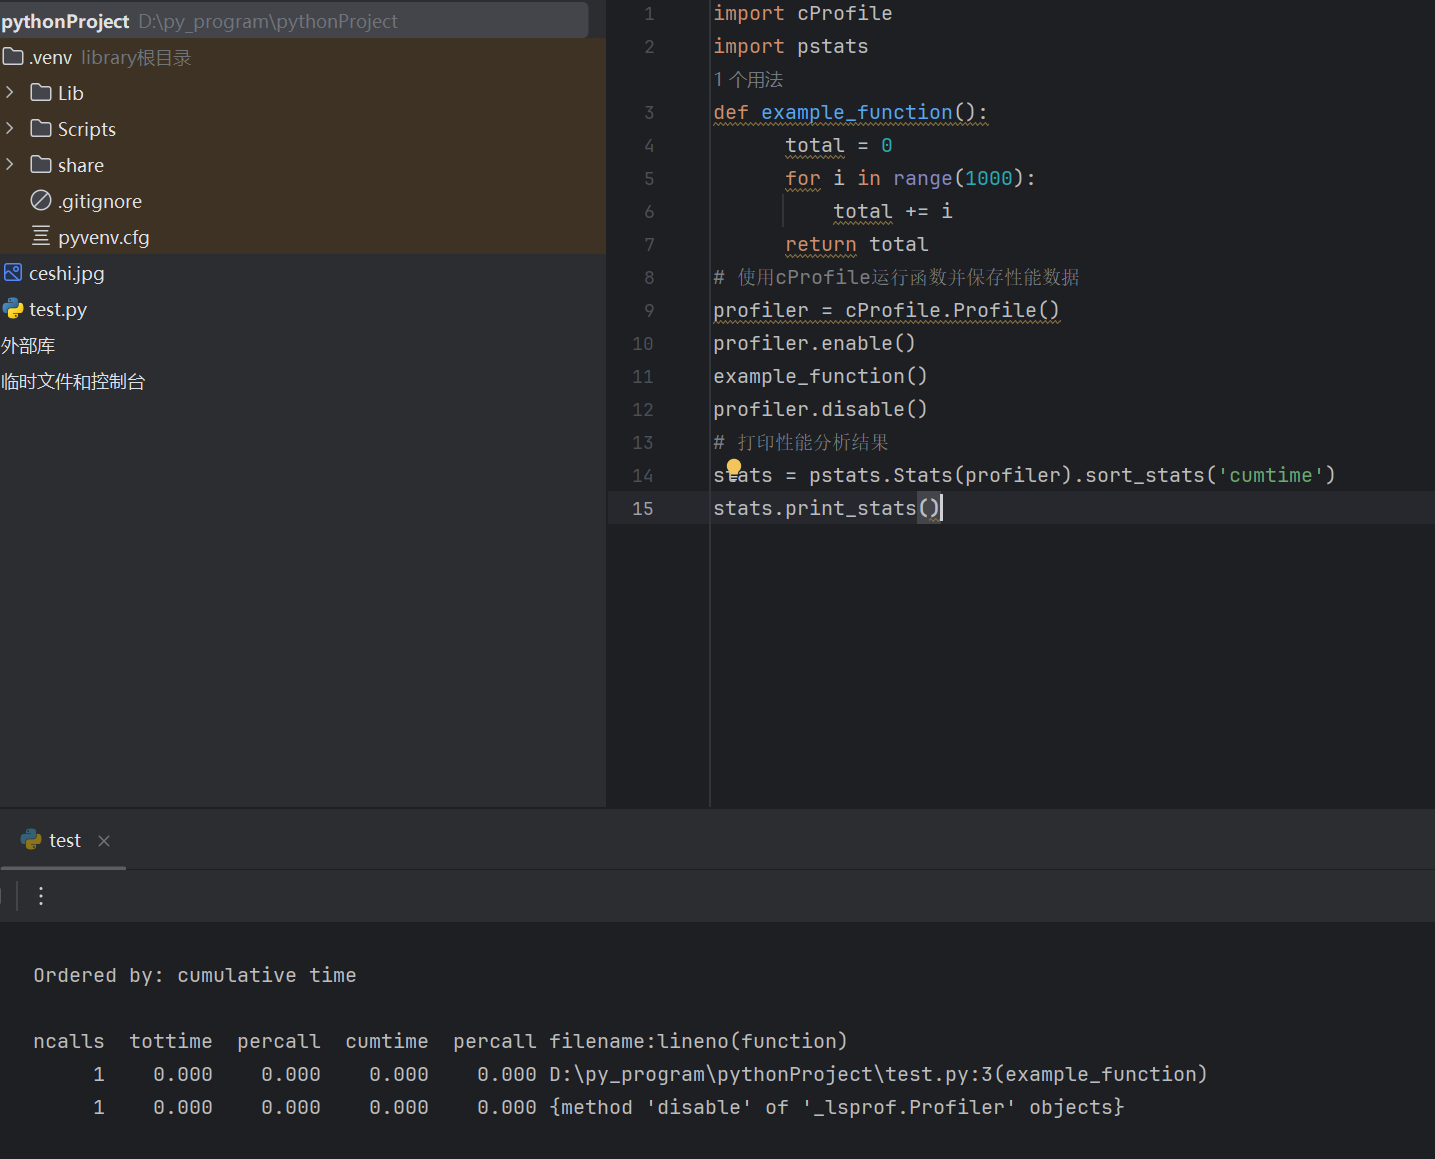 pythonProject D:\py_program\pythonProject
.venv library根目录
Lib
Scripts
share
.gitignore
pyvenv.cfg
ceshi.jpg
test.py
外部库
临时文件和控制台
1 import cProfile
2 import pstats
1 个用法
3 def example_function():
4 total = 0
5 for i in range(1000):
6 total += i
7 return total
8 # 使用cProfile运行函数并保存性能数据
9 profiler = cProfile.Profile()
10 profiler.enable()
11 example_function()
12 profiler.disable()
13 # 打印性能分析结果
14 stats = pstats.Stats(profiler).sort_stats('cumtime')
15 stats.print_stats()
test
Ordered by: cumulative time
ncalls tottime percall cumtime percall filename:lineno(function)
1 0.000 0.000 0.000 0.000 D:\py_program\pythonProject\test.py:3(example_function)
1 0.000 0.000 0.000 0.000 {method 'disable' of '_lsprof.Profiler' objects}